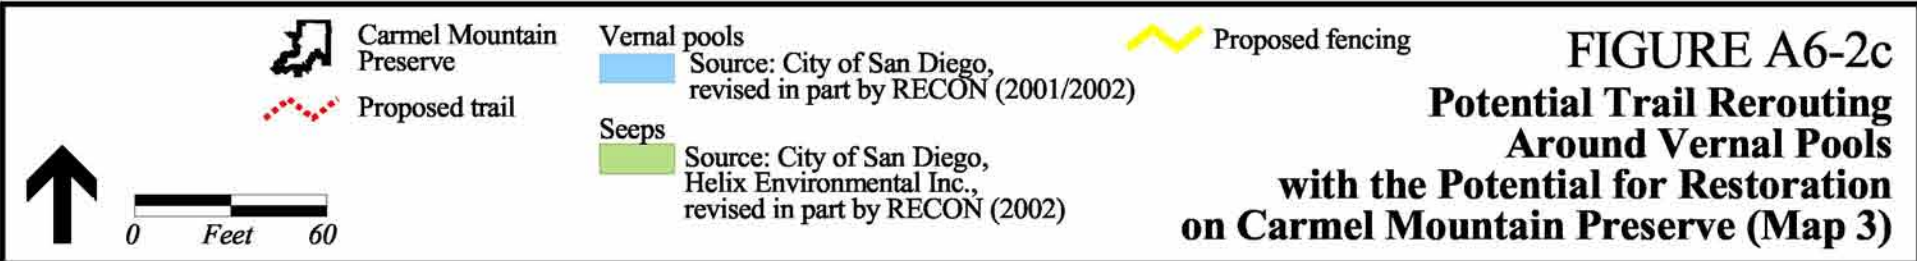 Carmel Mountain
Preserve
Proposed trail
0 Feet 60
Vernal pools
Source: City of San Diego,
revised in part by RECON (2001/2002)
Seeps
Source: City of San Diego,
Helix Environmental Inc.,
revised in part by RECON (2002)
Proposed fencing
FIGURE A6-2c
Potential Trail Rerouting
Around Vernal Pools
with the Potential for Restoration
on Carmel Mountain Preserve (Map 3)